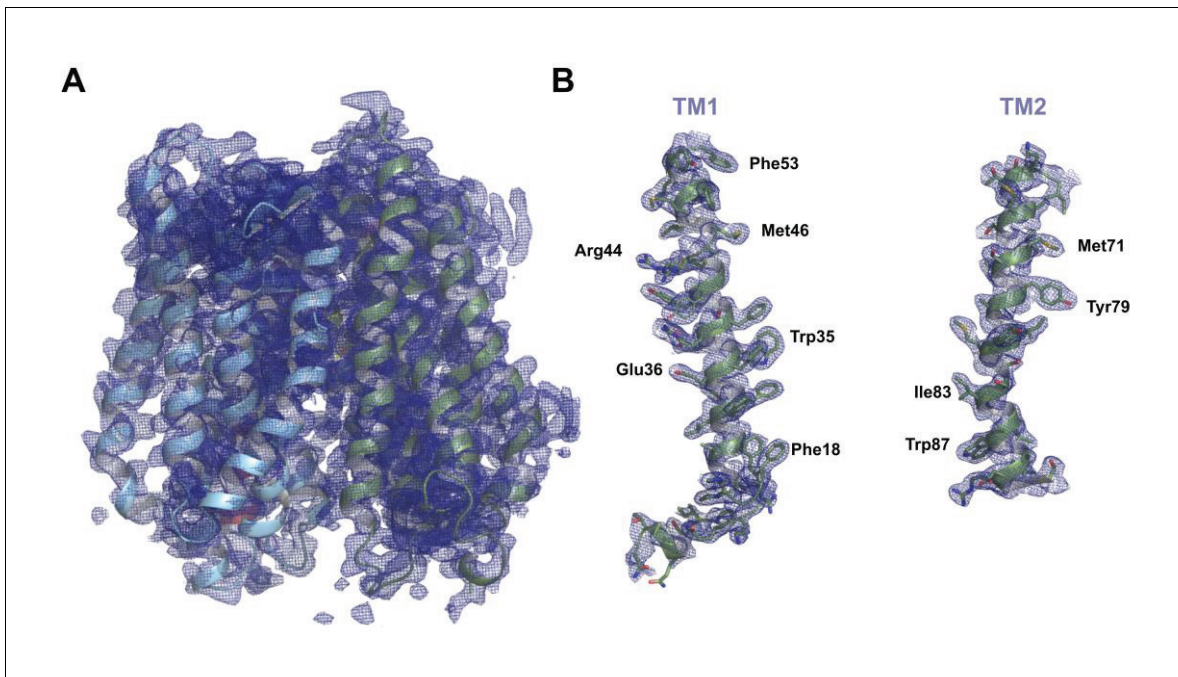 A
B
TM1
TM2
Phe53
Met46
Arg44
Met71
Tyr79
Trp35
Glu36
Ile83
Trp87
Phe18